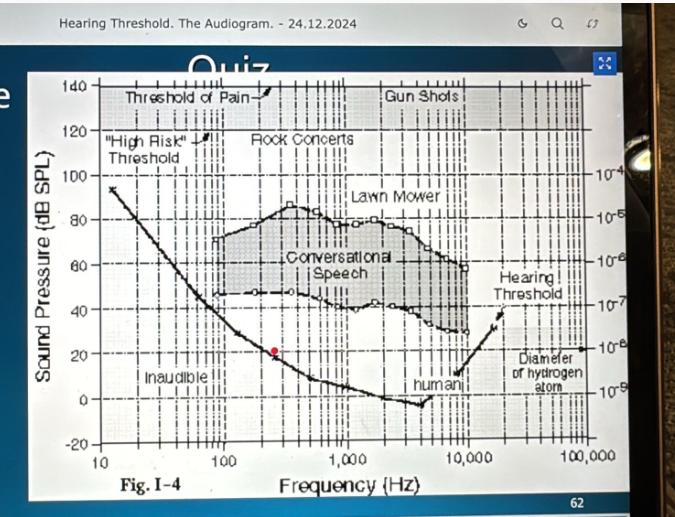 Hearing Threshold. The Audiogram. - 24.12.2024
Quiz
e
140
Threshold of Pain
Gun Shots
120
"High Risk"
Threshold
Rock Concerts
100
10-4
Lawn Mower
80
10-5
60
Conversational
Speech
10-6
Hearing
Threshold
40
10-7
20
10-8
Inaudible
human
Diameter
of hydrogen
atom
0
10-9
-20
10
100
1,000
10,000
100,000
Sound Pressure (dB SPL)
Fig. I-4
Frequency (Hz)
62